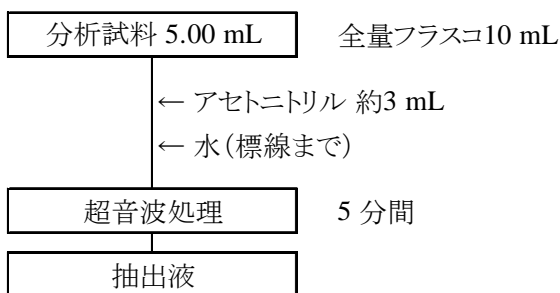 分析試料 5.00 mL 全量フラスコ10 mL
← アセトニトリル 約3 mL
← 水(標線まで)
超音波処理 5 分間
抽出液